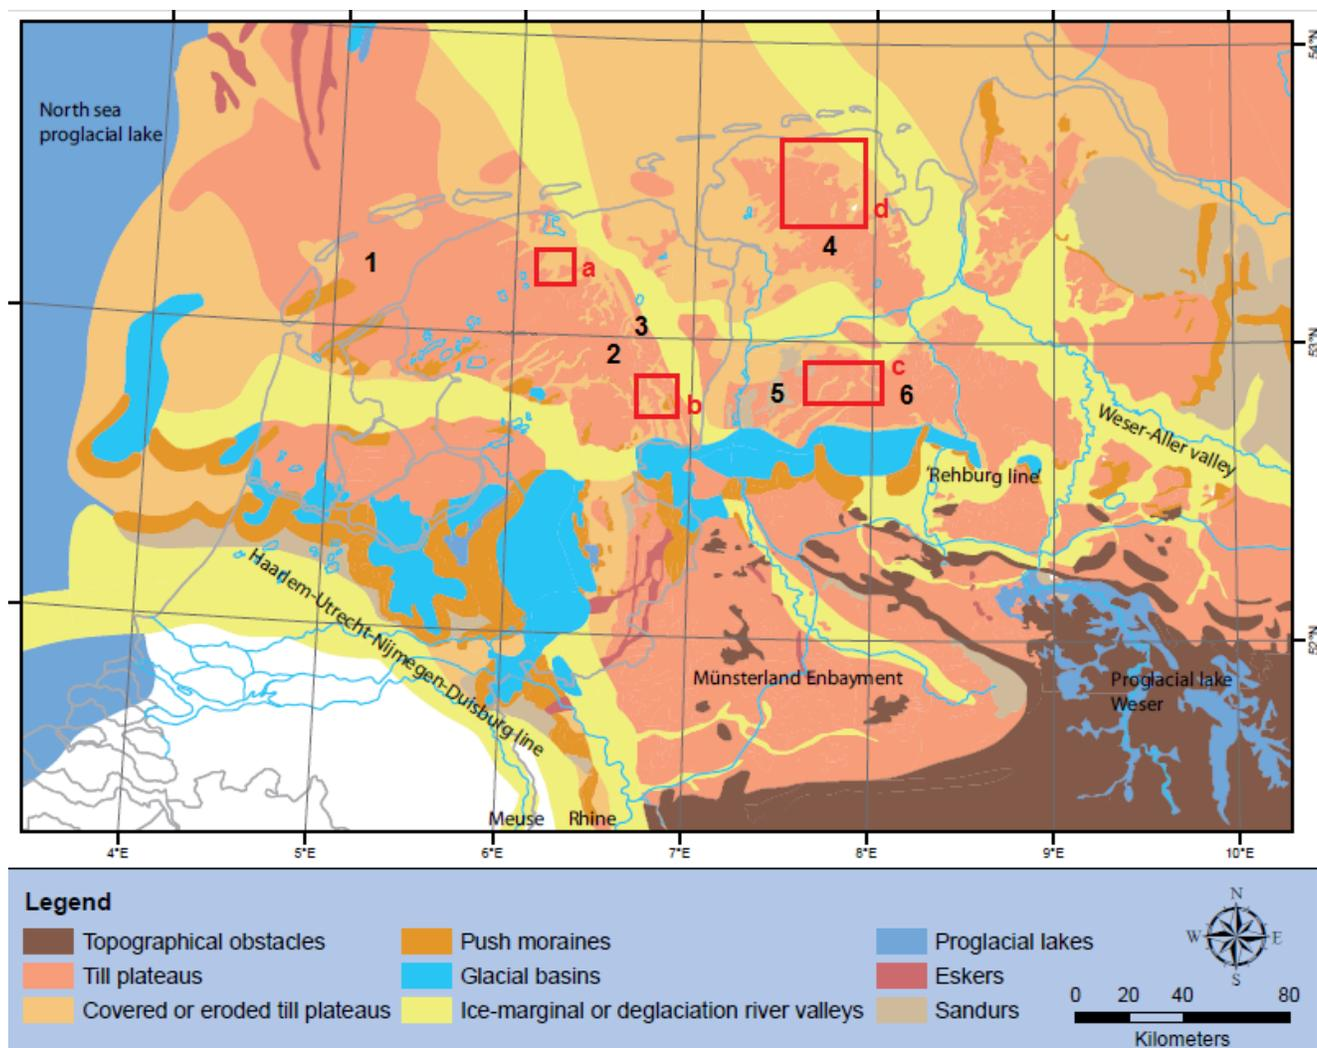 54°N
North sea
proglacial lake
d
1
4
a
3
53°N
2
c
5
6
b
Weser-Aller valley
'Rehburg line'
Haarlem-Utrecht-Nijmegen-Duisburg line
52°N
Münsterland Enbayment
Proglacial lake
Weser
Meuse
Rhine
4°E
5°E
6°E
7°E
8°E
9°E
10°E
Legend
Topographical obstacles
Till plateaus
Covered or eroded till plateaus
Push moraines
Glacial basins
Ice-marginal or deglaciation river valleys
Proglacial lakes
Eskers
Sandurs
N
W
E
S
0 20 40 80
Kilometers